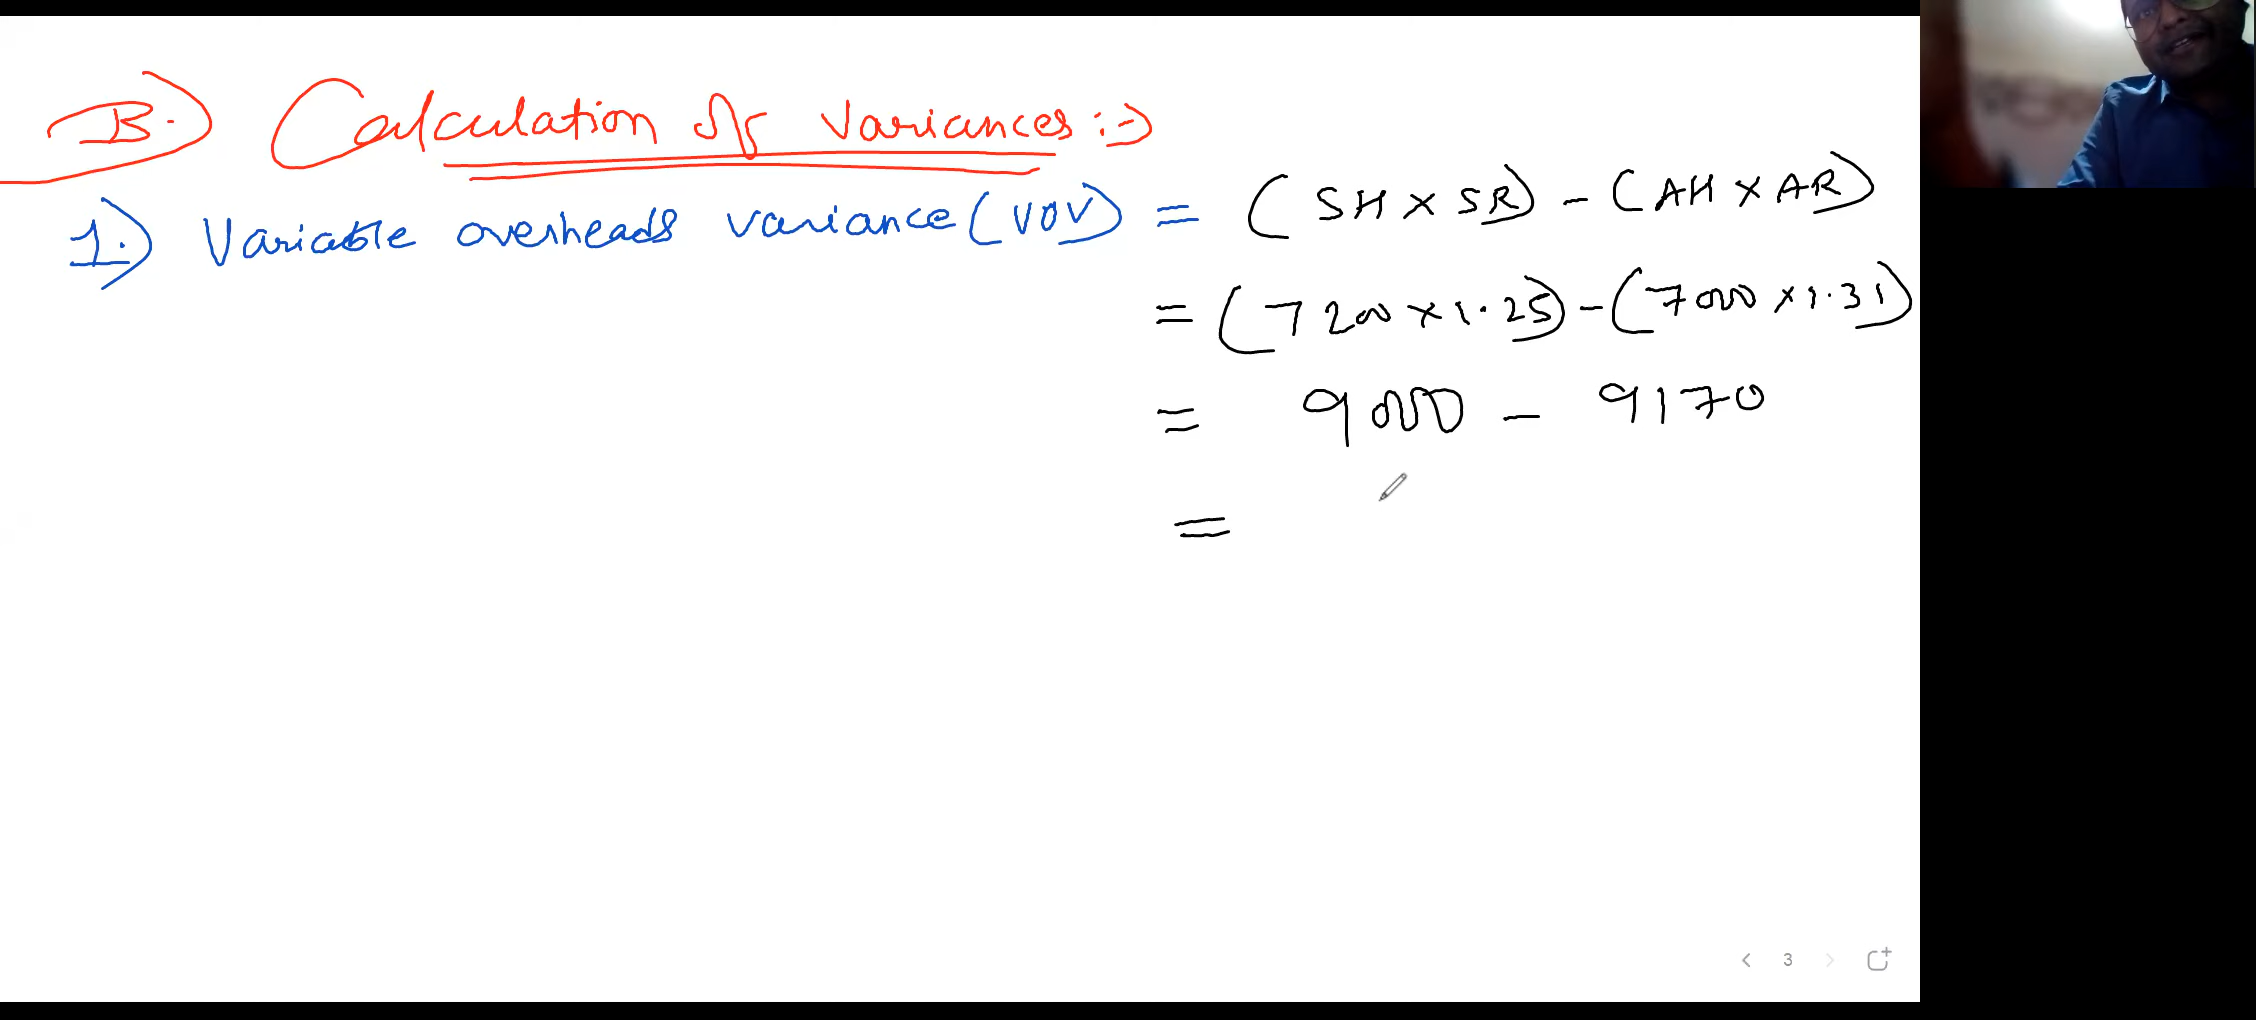 B.) Calculation of Variances :->
1.) Variable overheads variance (VOV) = (SH × SR) - (AH × AR)
= (7200 × 1.25) - (7000 × 1.31)
= 9000 - 9170
=
< 3 >